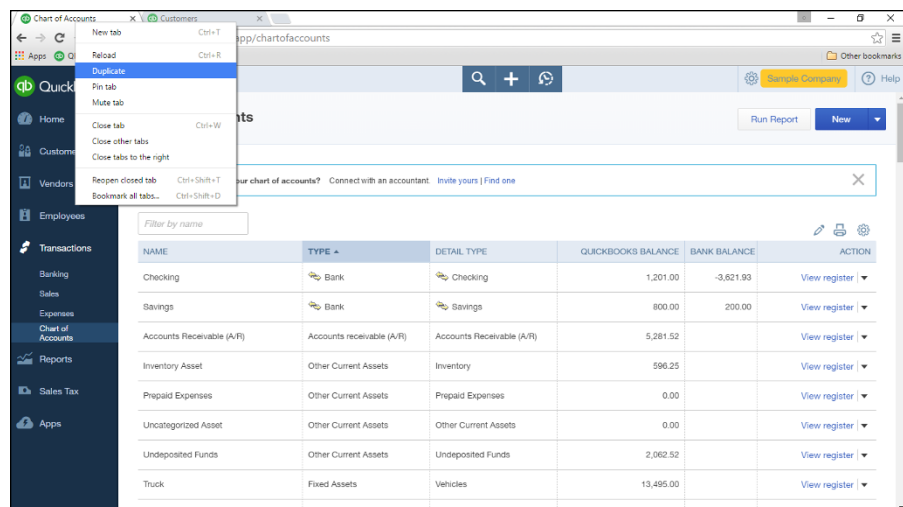 Chart of Accounts Customers
New tab Ctrl+T
app/chartofaccounts
Apps Other bookmarks
Reload Ctrl+R
Duplicate
Pin tab
Mute tab
Close tab Ctrl+W
Close other tabs
Close tabs to the right
Reopen closed tab Ctrl+Shift+T
Bookmark all tabs... Ctrl+Shift+D
qb Quick Sample Company Help
Home
Custome
Vendors
Employees
Transactions
Banking
Sales
Expenses
Chart of
Accounts
Reports
Sales Tax
Apps
nts Run Report New
our chart of accounts? Connect with an accountant. Invite yours | Find one
Filter by name
NAME TYPE DETAIL TYPE QUICKBOOKS BALANCE BANK BALANCE ACTION
Checking Bank Checking 1,201.00 -3,621.93 View register
Savings Bank Savings 800.00 200.00 View register
Accounts Receivable (A/R) Accounts receivable (A/R) Accounts Receivable (A/R) 5,281.52 View register
Inventory Asset Other Current Assets Inventory 596.25 View register
Prepaid Expenses Other Current Assets Prepaid Expenses 0.00 View register
Uncategorized Asset Other Current Assets Other Current Assets 0.00 View register
Undeposited Funds Other Current Assets Undeposited Funds 2,062.52 View register
Truck Fixed Assets Vehicles 13,495.00 View register